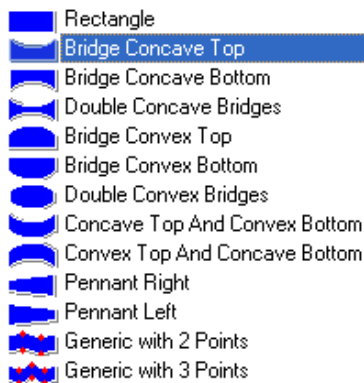 Rectangle
Bridge Concave Top
Bridge Concave Bottom
Double Concave Bridges
Bridge Convex Top
Bridge Convex Bottom
Double Convex Bridges
Concave Top And Convex Bottom
Convex Top And Concave Bottom
Pennant Right
Pennant Left
Generic with 2 Points
Generic with 3 Points